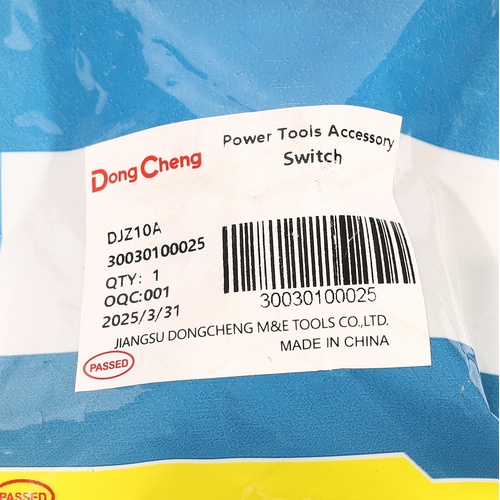 DongCheng
Power Tools Accessory
Switch
DJZ10A
30030100025
QTY: 1
OQC:001
2025/3/31
30030100025
JIANGSU DONGCHENG M&E TOOLS CO.,LTD.
MADE IN CHINA
PASSED
PASSED